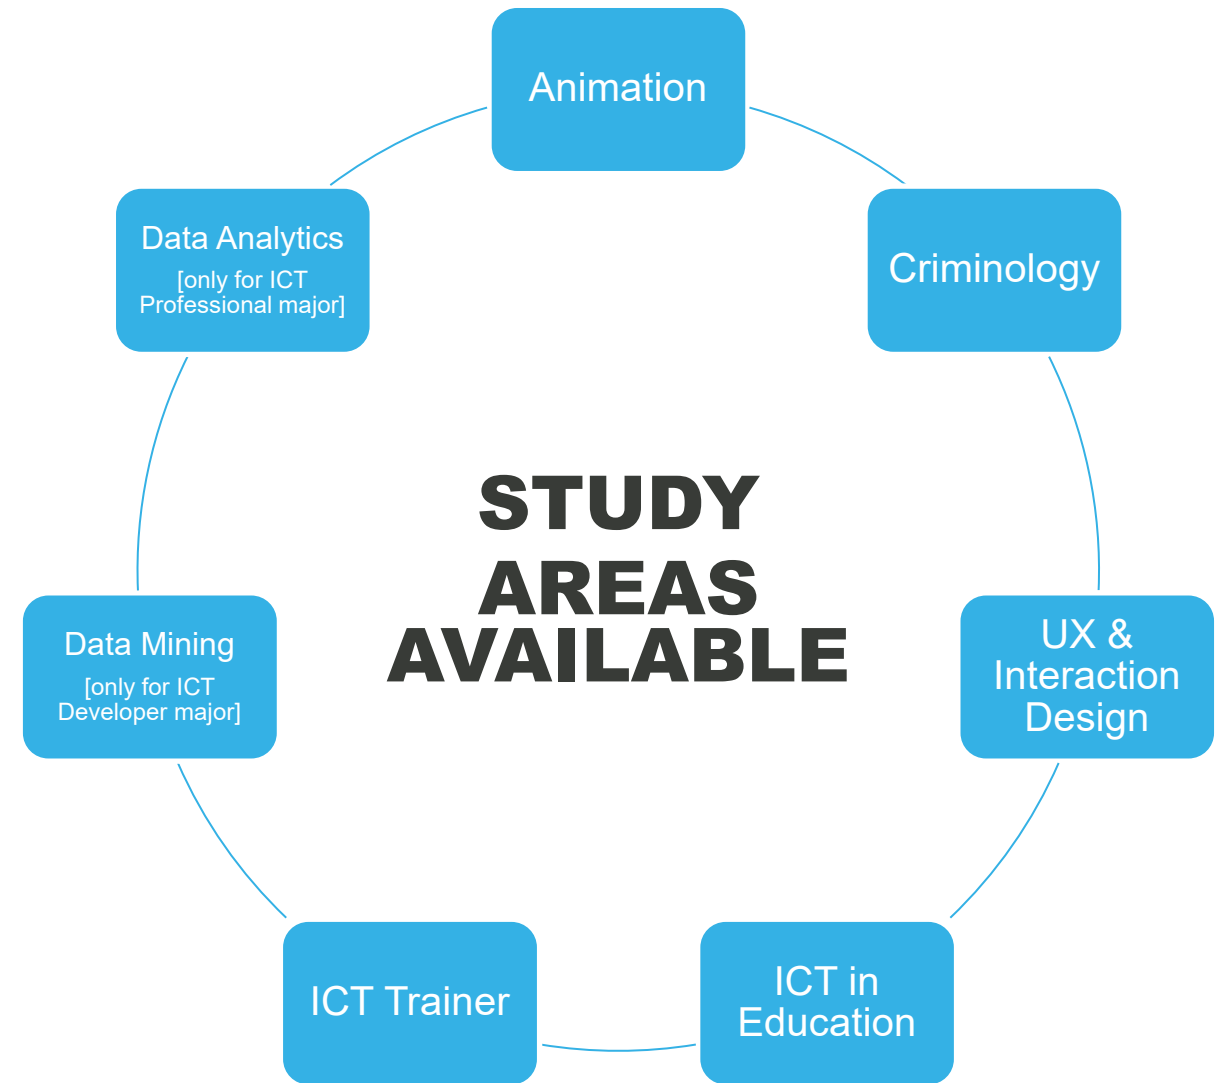 Animation
Criminology
UX &
Interaction
Design
ICT in
Education
ICT Trainer
Data Mining
[only for ICT
Developer major]
Data Analytics
[only for ICT
Professional major]
STUDY
AREAS
AVAILABLE